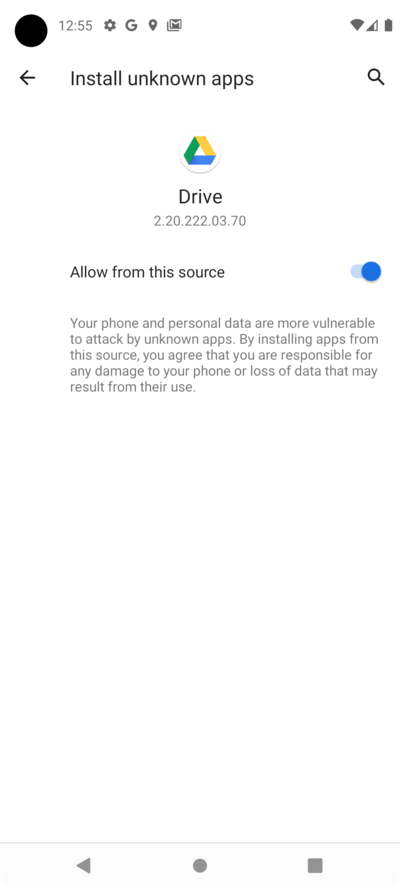 12:55
Install unknown apps
Drive
2.20.222.03.70
Allow from this source
Your phone and personal data are more vulnerable
to attack by unknown apps. By installing apps from
this source, you agree that you are responsible for
any damage to your phone or loss of data that may
result from their use.